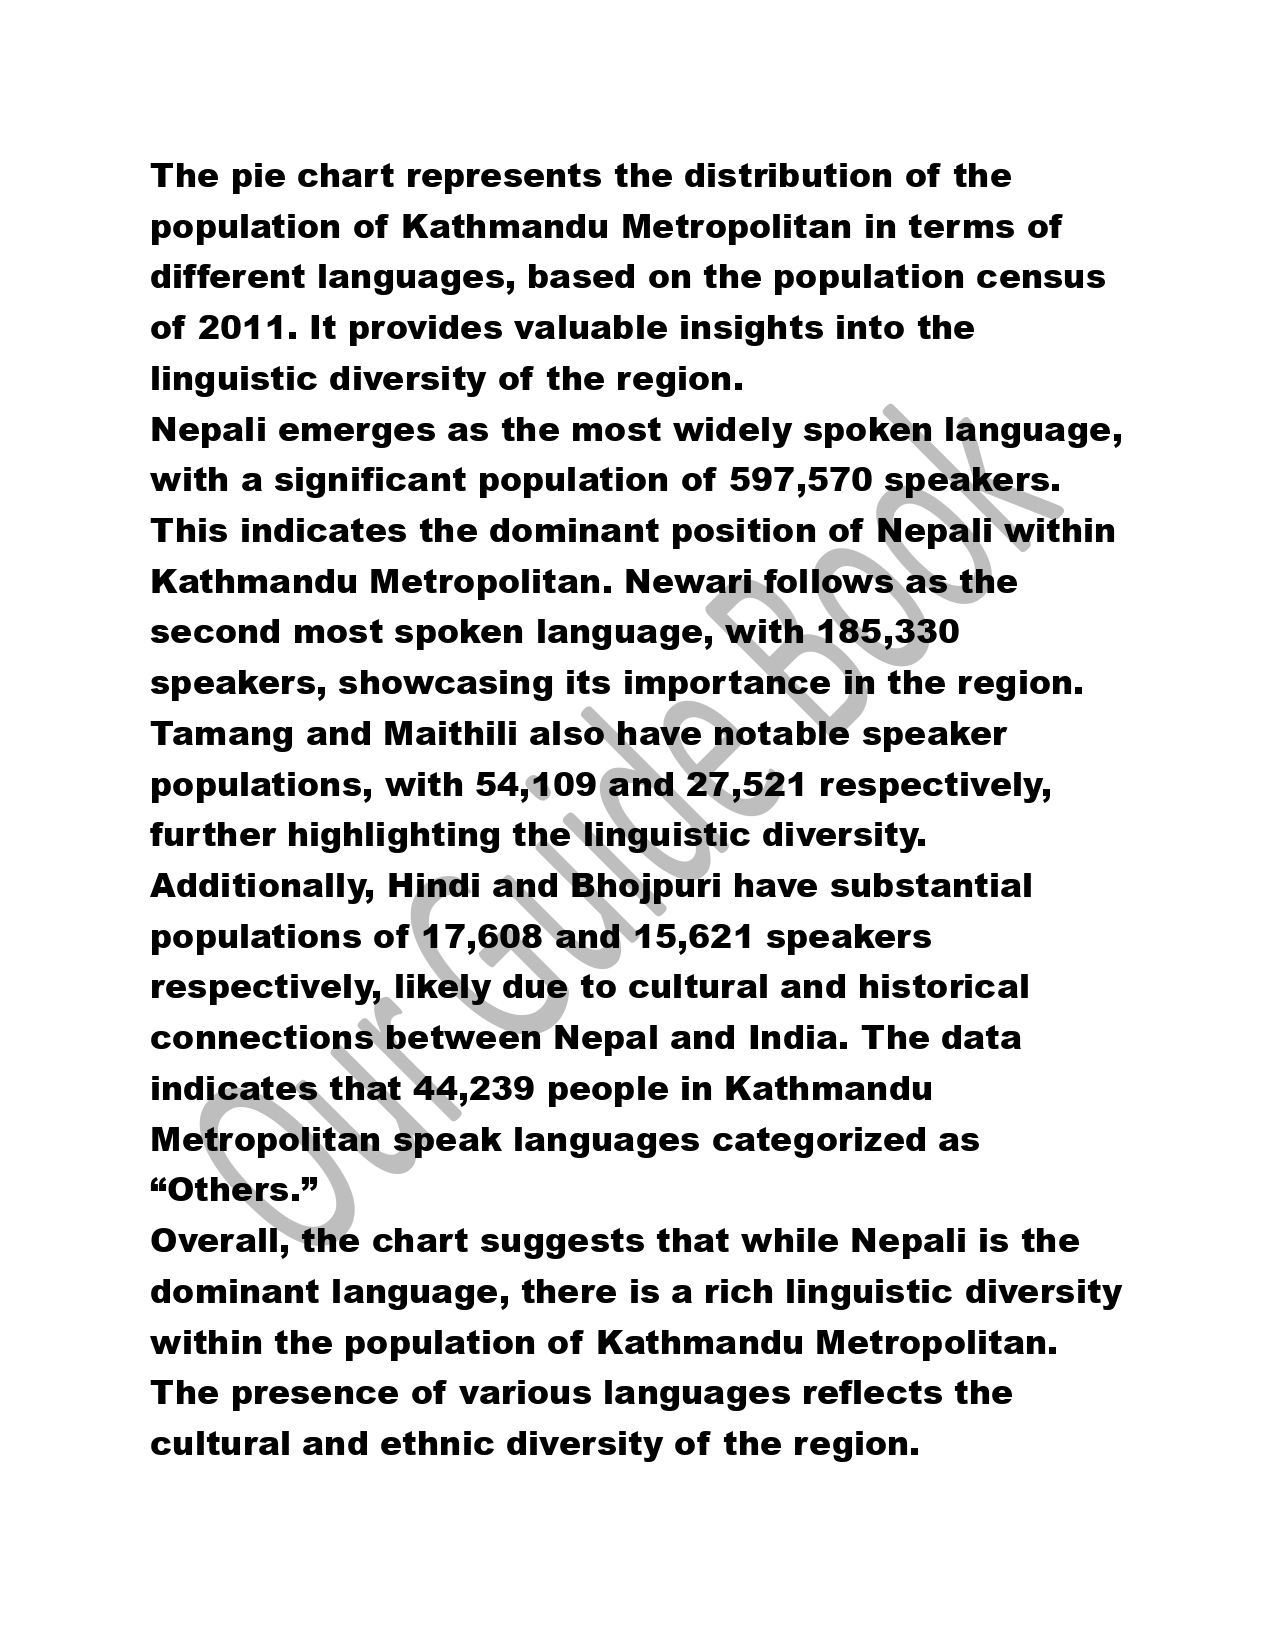 The pie chart represents the distribution of the
population of Kathmandu Metropolitan in terms of
different languages, based on the population census
of 2011. It provides valuable insights into the
linguistic diversity of the region.
Nepali emerges as the most widely spoken language,
with a significant population of 597,570 speakers.
This indicates the dominant position of Nepali within
Kathmandu Metropolitan. Newari follows as the
second most spoken language, with 185,330
speakers, showcasing its importance in the region.
Tamang and Maithili also have notable speaker
populations, with 54,109 and 27,521 respectively,
further highlighting the linguistic diversity.
Additionally, Hindi and Bhojpuri have substantial
populations of 17,608 and 15,621 speakers
respectively, likely due to cultural and historical
connections between Nepal and India. The data
indicates that 44,239 people in Kathmandu
Metropolitan speak languages categorized as
“Others.”
Overall, the chart suggests that while Nepali is the
dominant language, there is a rich linguistic diversity
within the population of Kathmandu Metropolitan.
The presence of various languages reflects the
cultural and ethnic diversity of the region.
Our Guide Book